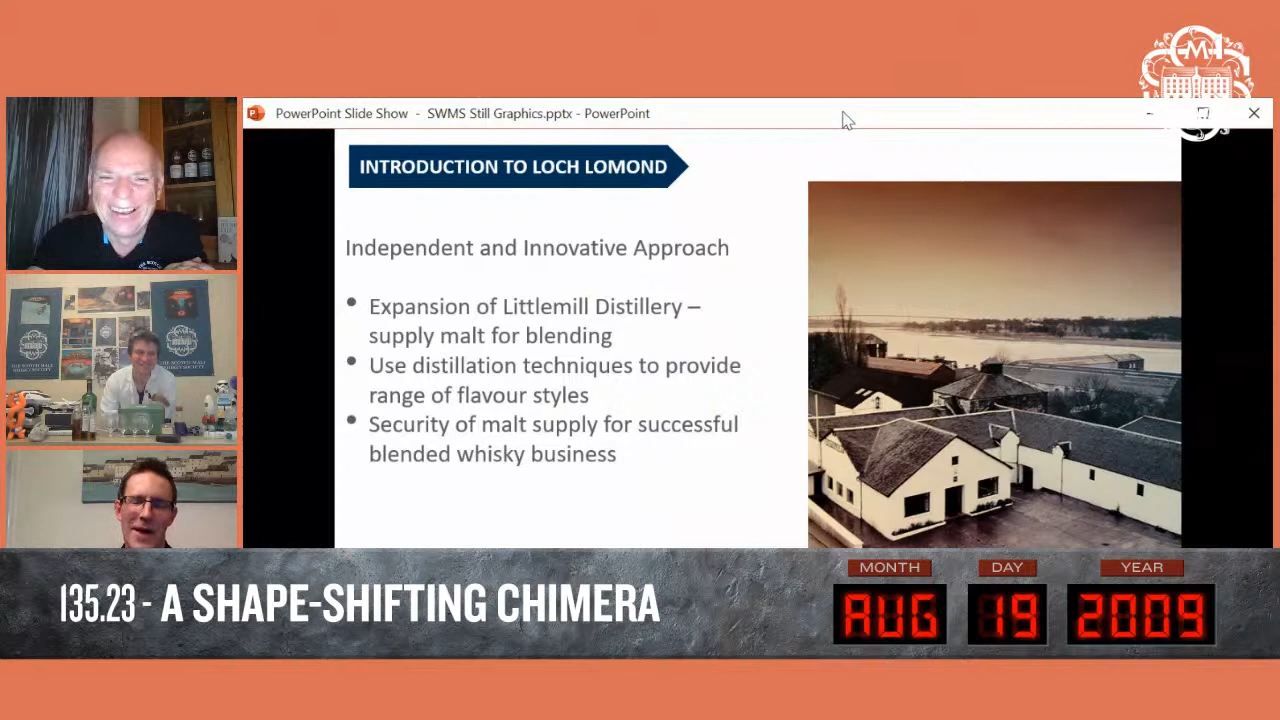 M
PowerPoint Slide Show - SWMS Still Graphics.pptx - PowerPoint
INTRODUCTION TO LOCH LOMOND
Independent and Innovative Approach
• Expansion of Littlemill Distillery –
supply malt for blending
• Use distillation techniques to provide
range of flavour styles
• Security of malt supply for successful
blended whisky business
135.23 - A SHAPE-SHIFTING CHIMERA
MONTH DAY YEAR
AUG 19 2009